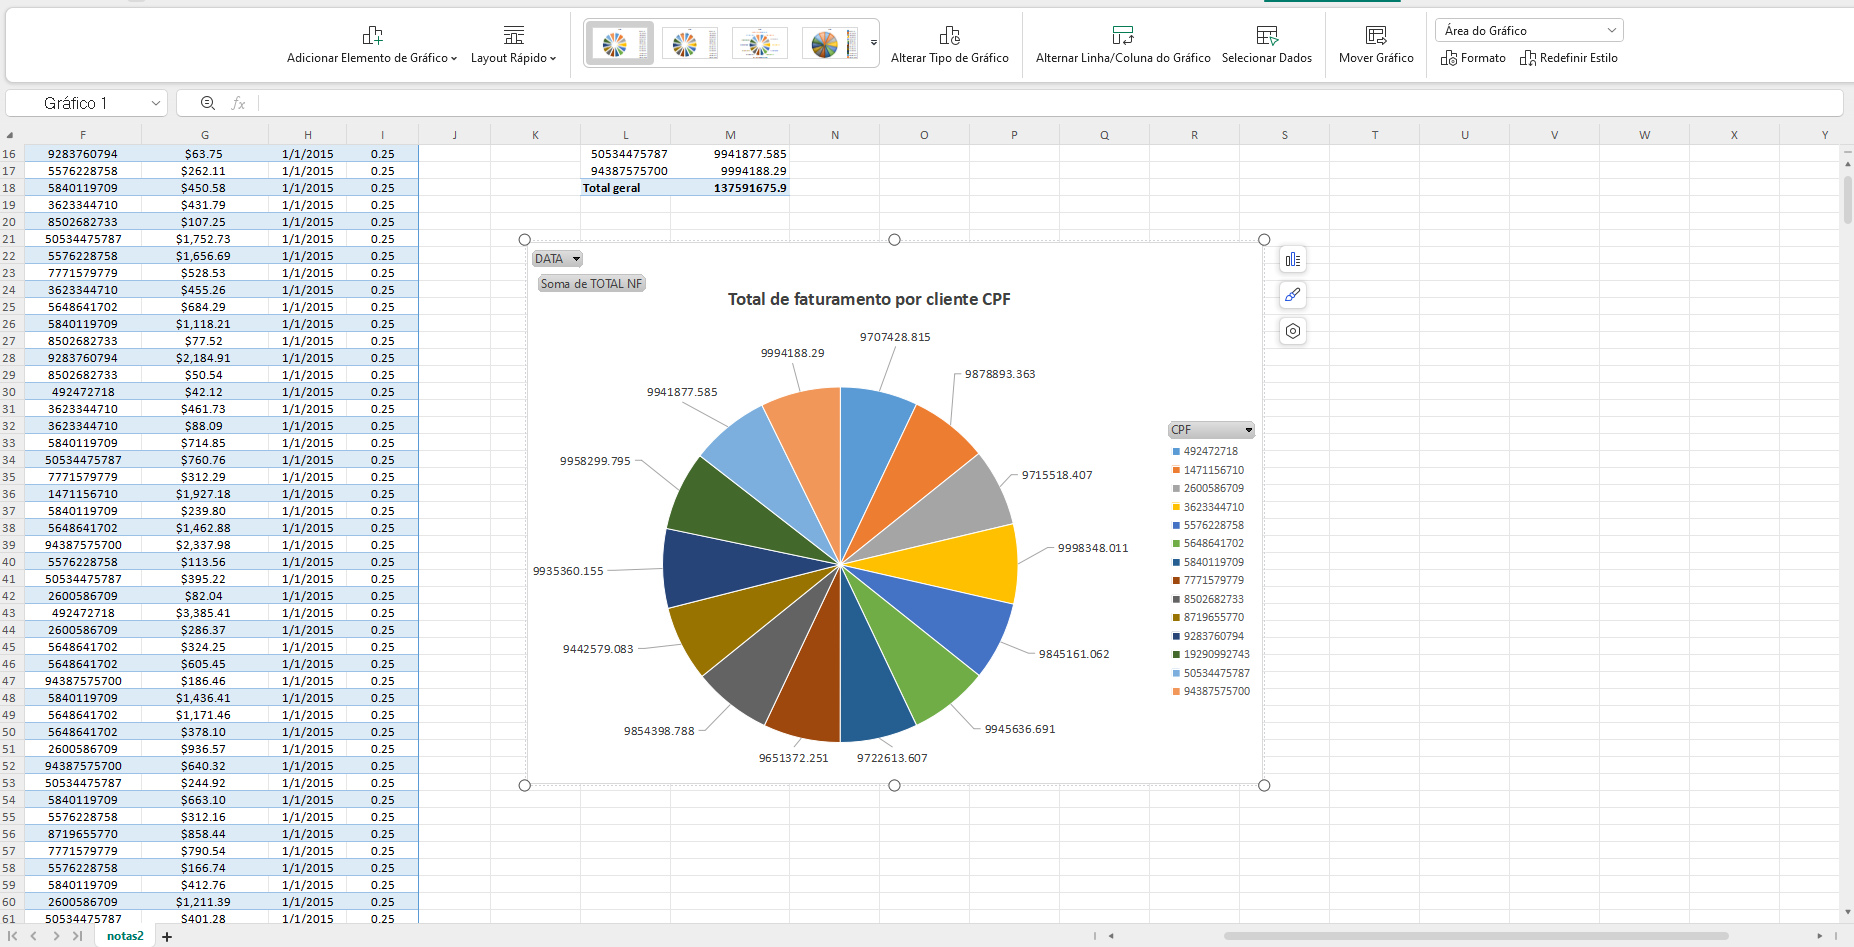 Adicionar Elemento de Gráfico
Layout Rápido
Alterar Tipo de Gráfico
Alternar Linha/Coluna do Gráfico
Selecionar Dados
Mover Gráfico
Área do Gráfico
Formato
Redefinir Estilo
Gráfico 1
fx
F G H I J K L M N O P Q R S T U V W X Y
16 9283760794 $63.75 1/1/2015 0.25 50534475787 9941877.585
17 5576228758 $262.11 1/1/2015 0.25 94387575700 9994188.29
18 5840119709 $450.58 1/1/2015 0.25 Total geral 137591675.9
19 3623344710 $431.79 1/1/2015 0.25
20 8502682733 $107.25 1/1/2015 0.25
21 50534475787 $1,752.73 1/1/2015 0.25
22 5576228758 $1,656.69 1/1/2015 0.25
23 7771579779 $528.53 1/1/2015 0.25
24 3623344710 $455.26 1/1/2015 0.25
25 5648641702 $684.29 1/1/2015 0.25
26 5840119709 $1,118.21 1/1/2015 0.25
27 8502682733 $77.52 1/1/2015 0.25
28 9283760794 $2,184.91 1/1/2015 0.25
29 8502682733 $50.54 1/1/2015 0.25
30 492472718 $42.12 1/1/2015 0.25
31 3623344710 $461.73 1/1/2015 0.25
32 3623344710 $88.09 1/1/2015 0.25
33 5840119709 $714.85 1/1/2015 0.25
34 50534475787 $760.76 1/1/2015 0.25
35 7771579779 $312.29 1/1/2015 0.25
36 1471156710 $1,927.18 1/1/2015 0.25
37 5840119709 $239.80 1/1/2015 0.25
38 5648641702 $1,462.88 1/1/2015 0.25
39 94387575700 $2,337.98 1/1/2015 0.25
40 5576228758 $113.56 1/1/2015 0.25
41 50534475787 $395.22 1/1/2015 0.25
42 2600586709 $82.04 1/1/2015 0.25
43 492472718 $3,385.41 1/1/2015 0.25
44 2600586709 $286.37 1/1/2015 0.25
45 5648641702 $324.25 1/1/2015 0.25
46 5648641702 $605.45 1/1/2015 0.25
47 94387575700 $186.46 1/1/2015 0.25
48 5840119709 $1,436.41 1/1/2015 0.25
49 5648641702 $1,171.46 1/1/2015 0.25
50 5648641702 $378.10 1/1/2015 0.25
51 2600586709 $936.57 1/1/2015 0.25
52 94387575700 $640.32 1/1/2015 0.25
53 50534475787 $244.92 1/1/2015 0.25
54 5840119709 $663.10 1/1/2015 0.25
55 5576228758 $312.16 1/1/2015 0.25
56 8719655770 $858.44 1/1/2015 0.25
57 7771579779 $790.54 1/1/2015 0.25
58 5576228758 $166.74 1/1/2015 0.25
59 5840119709 $412.76 1/1/2015 0.25
60 2600586709 $1,211.39 1/1/2015 0.25
61 50534475787 $401.28 1/1/2015 0.25
DATA
Soma de TOTAL NF
Total de faturamento por cliente CPF
9707428.815
9878893.363
9715518.407
9998348.011
9845161.062
9945636.691
9722613.607
9651372.251
9854398.788
9442579.083
9935360.155
9958299.795
9941877.585
9994188.29
CPF
492472718
1471156710
2600586709
3623344710
5576228758
5648641702
5840119709
7771579779
8502682733
8719655770
9283760794
19290992743
50534475787
94387575700
notas2